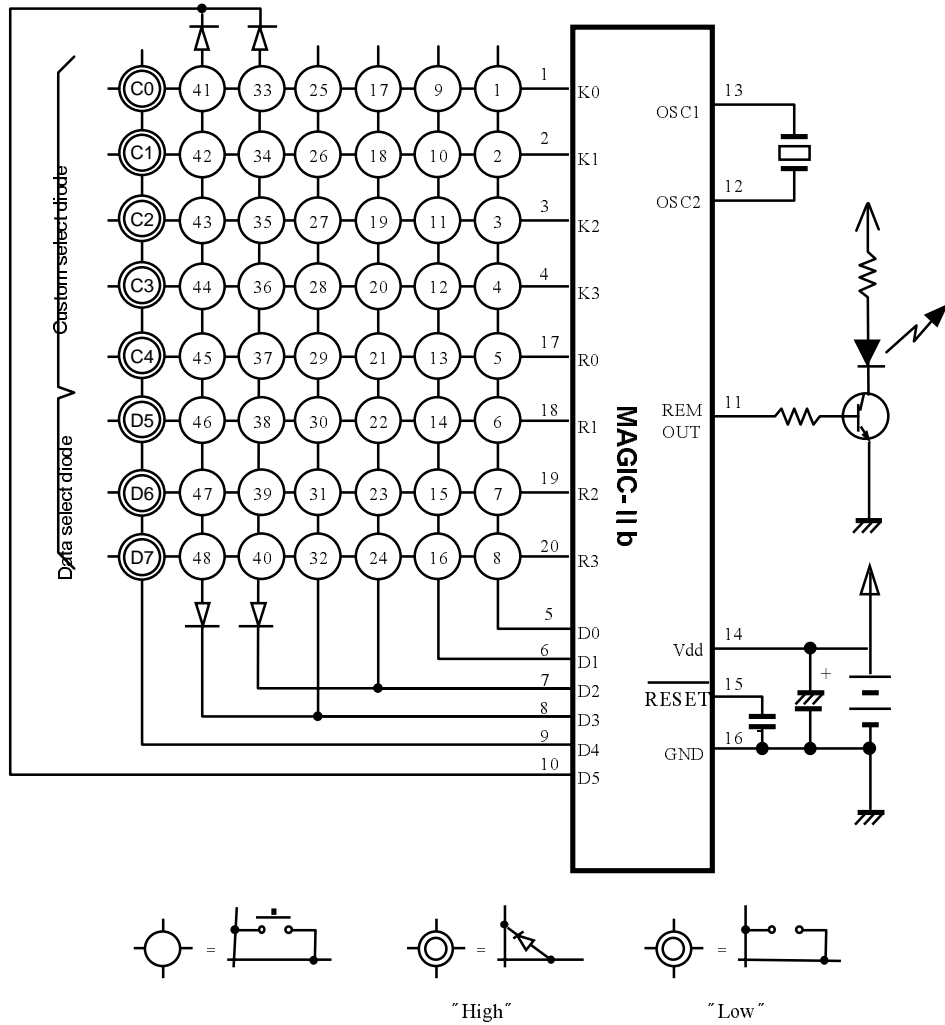 C0 41 33 25 17 9 1 1 K0
C1 42 34 26 18 10 2 2 K1
C2 43 35 27 19 11 3 3 K2
C3 44 36 28 20 12 4 4 K3
C4 45 37 29 21 13 5 17 R0
D5 46 38 30 22 14 6 18 R1
D6 47 39 31 23 15 7 19 R2
D7 48 40 32 24 16 8 20 R3
5 D0
6 D1
7 D2
8 D3
9 D4
10 D5
Custom select diode
Data select diode
MAGIC-IIb
OSC1 13
OSC2 12
REM OUT 11
Vdd 14
+
RESET 15
GND 16
= = =
"High" "Low"